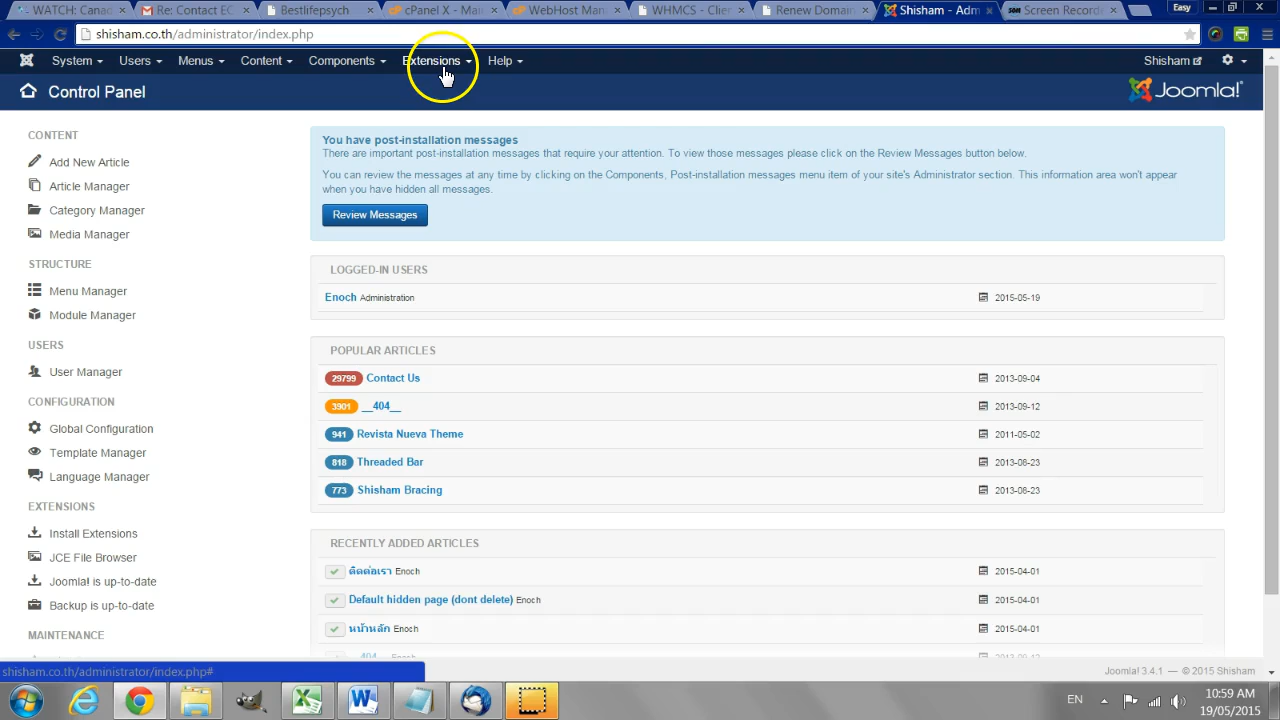 WATCH: Canad
Re: Contact EC
Bestlifepsych
cPanel X - Mai
WebHost Man
WHMCS - Clie
Renew Domai
Shisham - Adm
Screen Record
Easy
shisham.co.th/administrator/index.php
System Users Menus Content Components Extensions Help Shisham
Control Panel
Joomla!
CONTENT
Add New Article
Article Manager
Category Manager
Media Manager
STRUCTURE
Menu Manager
Module Manager
USERS
User Manager
CONFIGURATION
Global Configuration
Template Manager
Language Manager
EXTENSIONS
Install Extensions
JCE File Browser
Joomla! is up-to-date
Backup is up-to-date
MAINTENANCE
You have post-installation messages
There are important post-installation messages that require your attention. To view those messages please click on the Review Messages button below.
You can review the messages at any time by clicking on the Components, Post-installation messages menu item of your site's Administrator section. This information area won't appear
when you have hidden all messages.
Review Messages
LOGGED-IN USERS
Enoch Administration 2015-05-19
POPULAR ARTICLES
29799 Contact Us 2013-09-04
3901 __404__ 2013-09-12
941 Revista Nueva Theme 2011-05-02
818 Threaded Bar 2013-08-23
773 Shisham Bracing 2013-08-23
RECENTLY ADDED ARTICLES
ติดต่อเรา Enoch 2015-04-01
Default hidden page (dont delete) Enoch 2015-04-01
หน้าหลัก Enoch 2015-04-01
__404__ Enoch 2013-09-12
shisham.co.th/administrator/index.php#
Joomla! 3.4.1 — © 2015 Shisham
EN
10:59 AM
19/05/2015